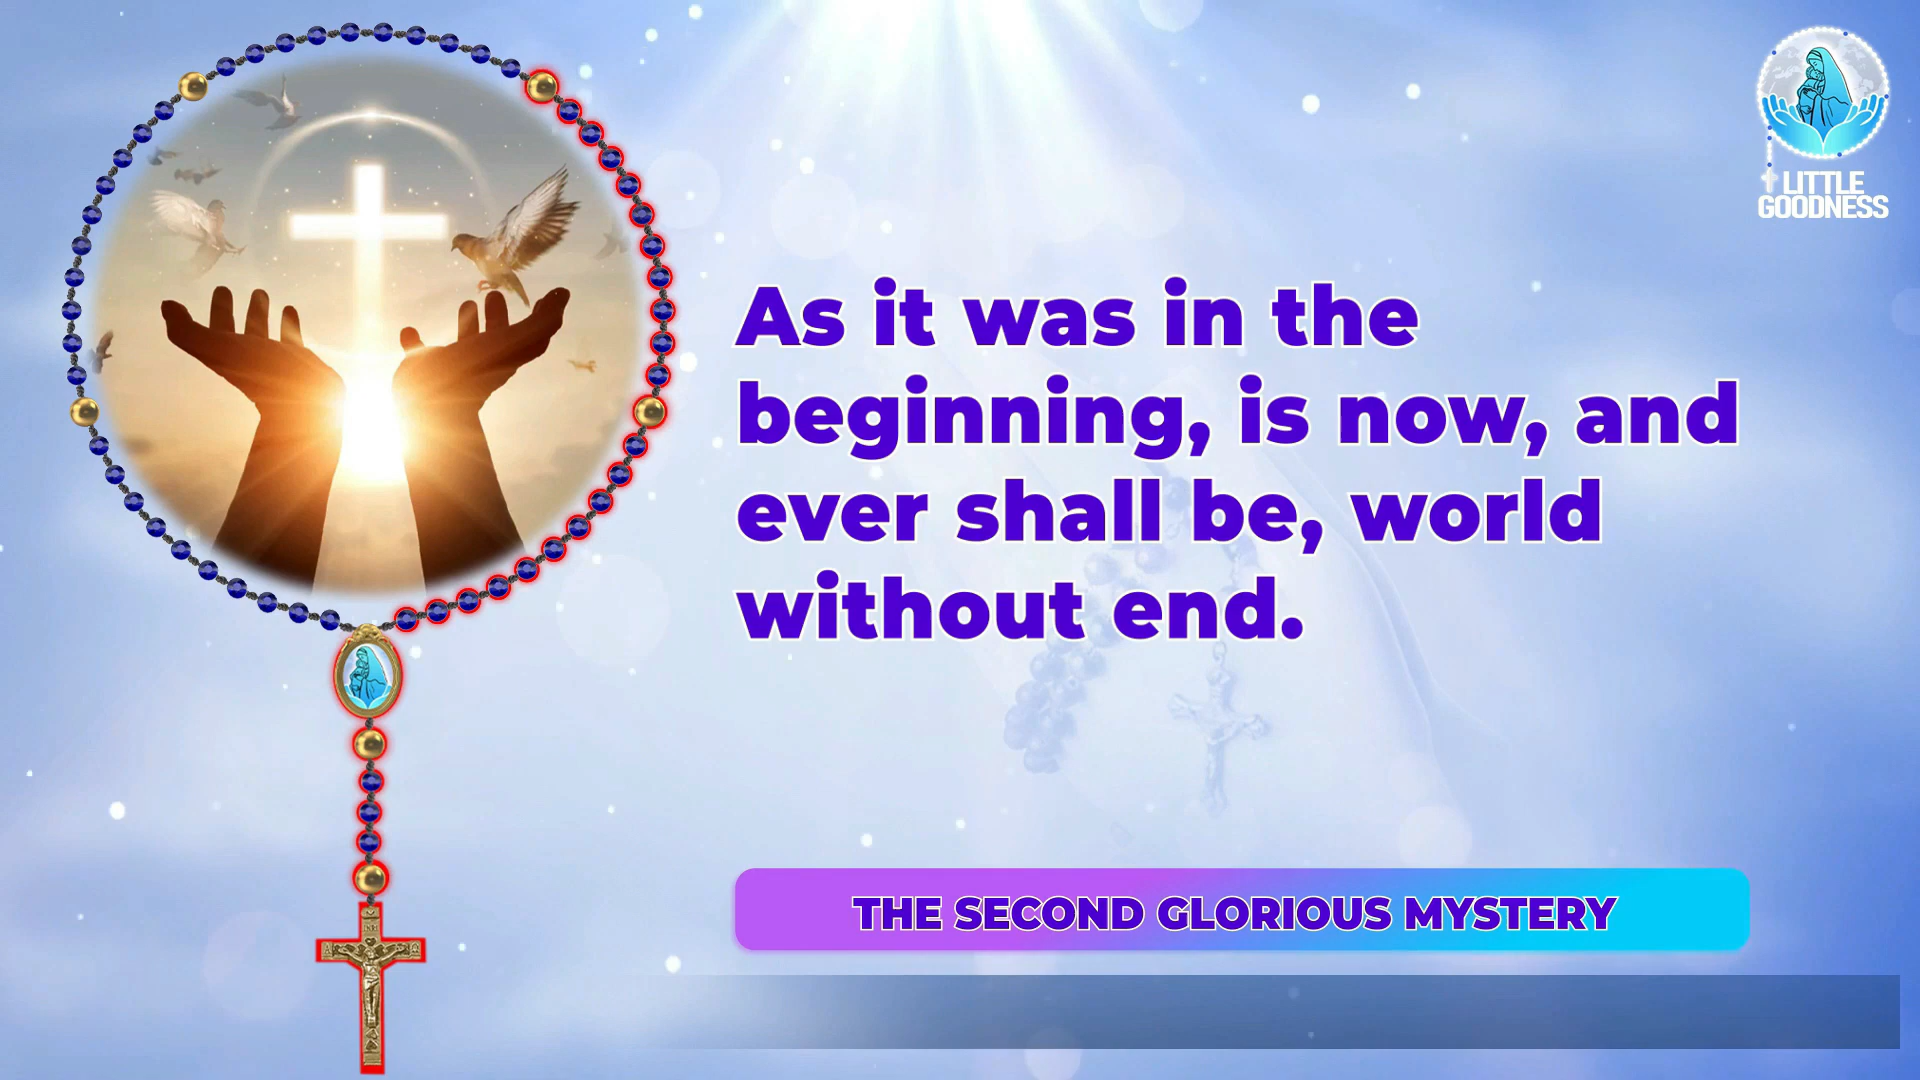 LITTLE
GOODNESS
As it was in the
beginning, is now, and
ever shall be, world
without end.
THE SECOND GLORIOUS MYSTERY